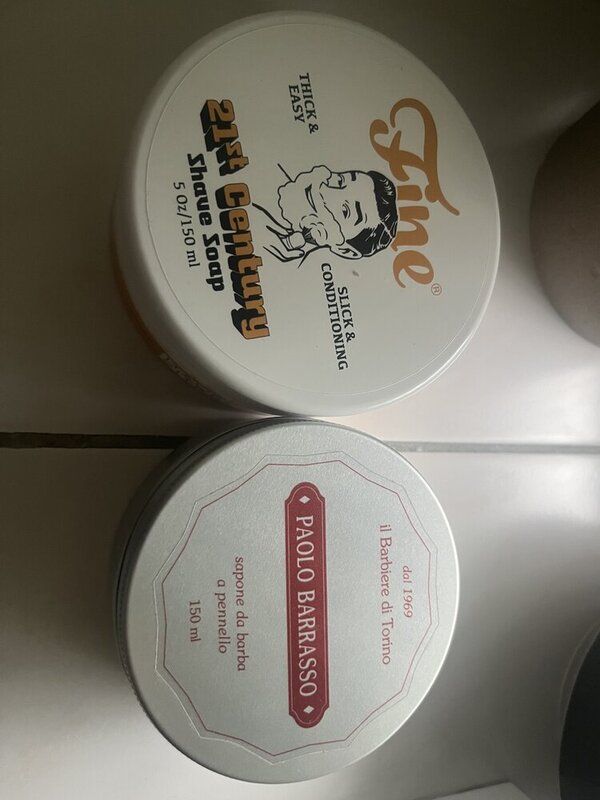 Fine®
THICK &
EASY
SLICK &
CONDITIONING
21st Century
Shave Soap
5 Oz/150 ml
dal 1969
il Barbiere di Torino
PAOLO BARRASSO
sapone da barba
a pennello
150 ml